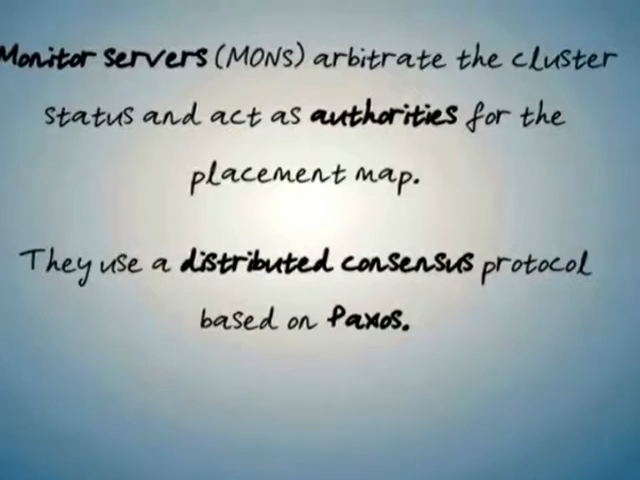 Monitor servers (MONS) arbitrate the cluster
status and act as authorities for the
placement map.
They use a distributed consensus protocol
based on Paxos.